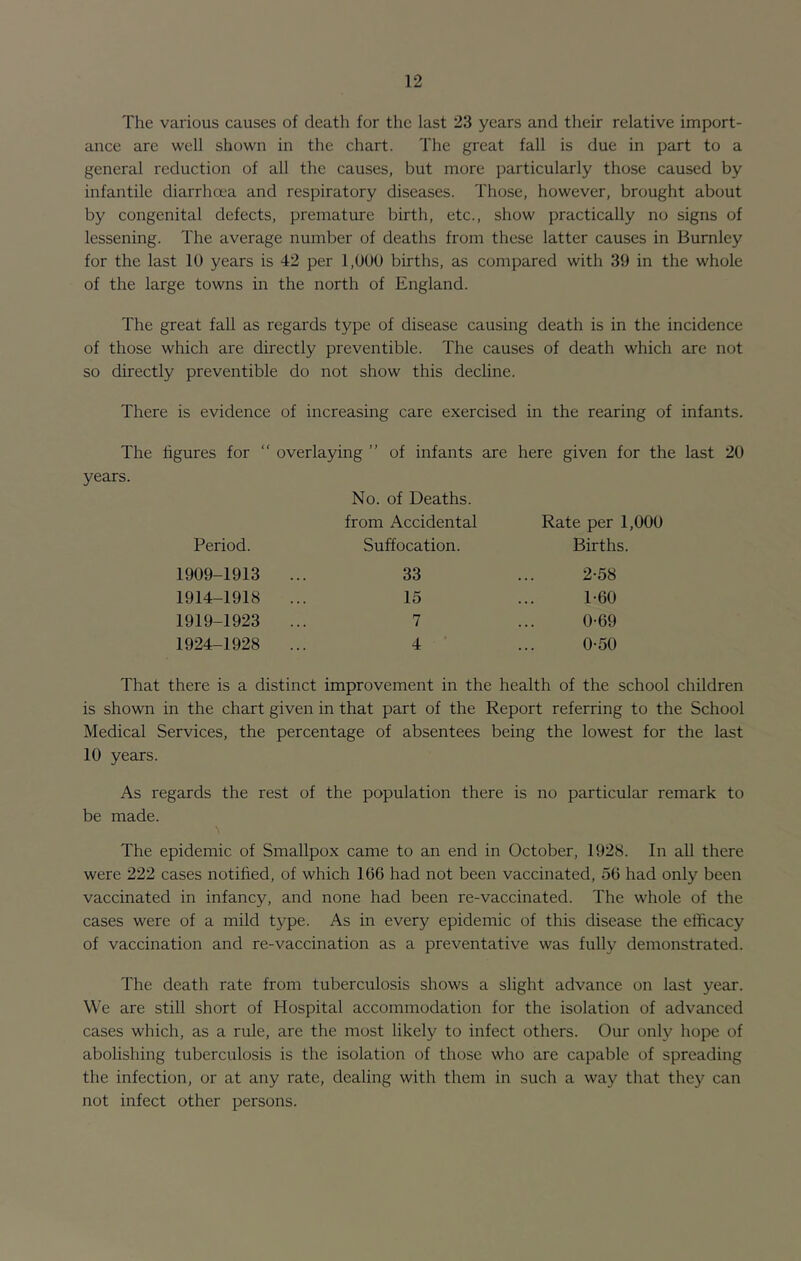 12
The various causes of death for the last 23 years and their relative import-
ance are well shown in the chart. The great fall is due in part to a
general reduction of all the causes, but more particularly those caused by
infantile diarrhœa and respiratory diseases. Those, however, brought about
by congenital defects, premature birth, etc., show practically no signs of
lessening. The average number of deaths from these latter causes in Burnley
for the last 10 years is 42 per 1,000 births, as compared with 39 in the whole
of the large towns in the north of England.
The great fall as regards type of disease causing death is in the incidence
of those which are directly preventible. The causes of death which are not
so directly preventible do not show this decline.
There is evidence of increasing care exercised in the rearing of infants.
The figures for “ overlaying ” of infants are here given for the last 20
years.
No. of Deaths.
from Accidental Rate per 1,000
Period. Suffocation. Births.
1909–1913 ... 33 ... 2·58
1914–1918 ... 15 ... 1·60
1919–1923 ... 7 ... 0·69
1924–1928 ... 4 ... 0·50
That there is a distinct improvement in the health of the school children
is shown in the chart given in that part of the Report referring to the School
Medical Services, the percentage of absentees being the lowest for the last
10 years.
As regards the rest of the population there is no particular remark to
be made.
The epidemic of Smallpox came to an end in October, 1928. In all there
were 222 cases notified, of which 166 had not been vaccinated, 56 had only been
vaccinated in infancy, and none had been re-vaccinated. The whole of the
cases were of a mild type. As in every epidemic of this disease the efficacy
of vaccination and re-vaccination as a preventative was fully demonstrated.
The death rate from tuberculosis shows a slight advance on last year.
We are still short of Hospital accommodation for the isolation of advanced
cases which, as a rule, are the most likely to infect others. Our only hope of
abolishing tuberculosis is the isolation of those who are capable of spreading
the infection, or at any rate, dealing with them in such a way that they can
not infect other persons.